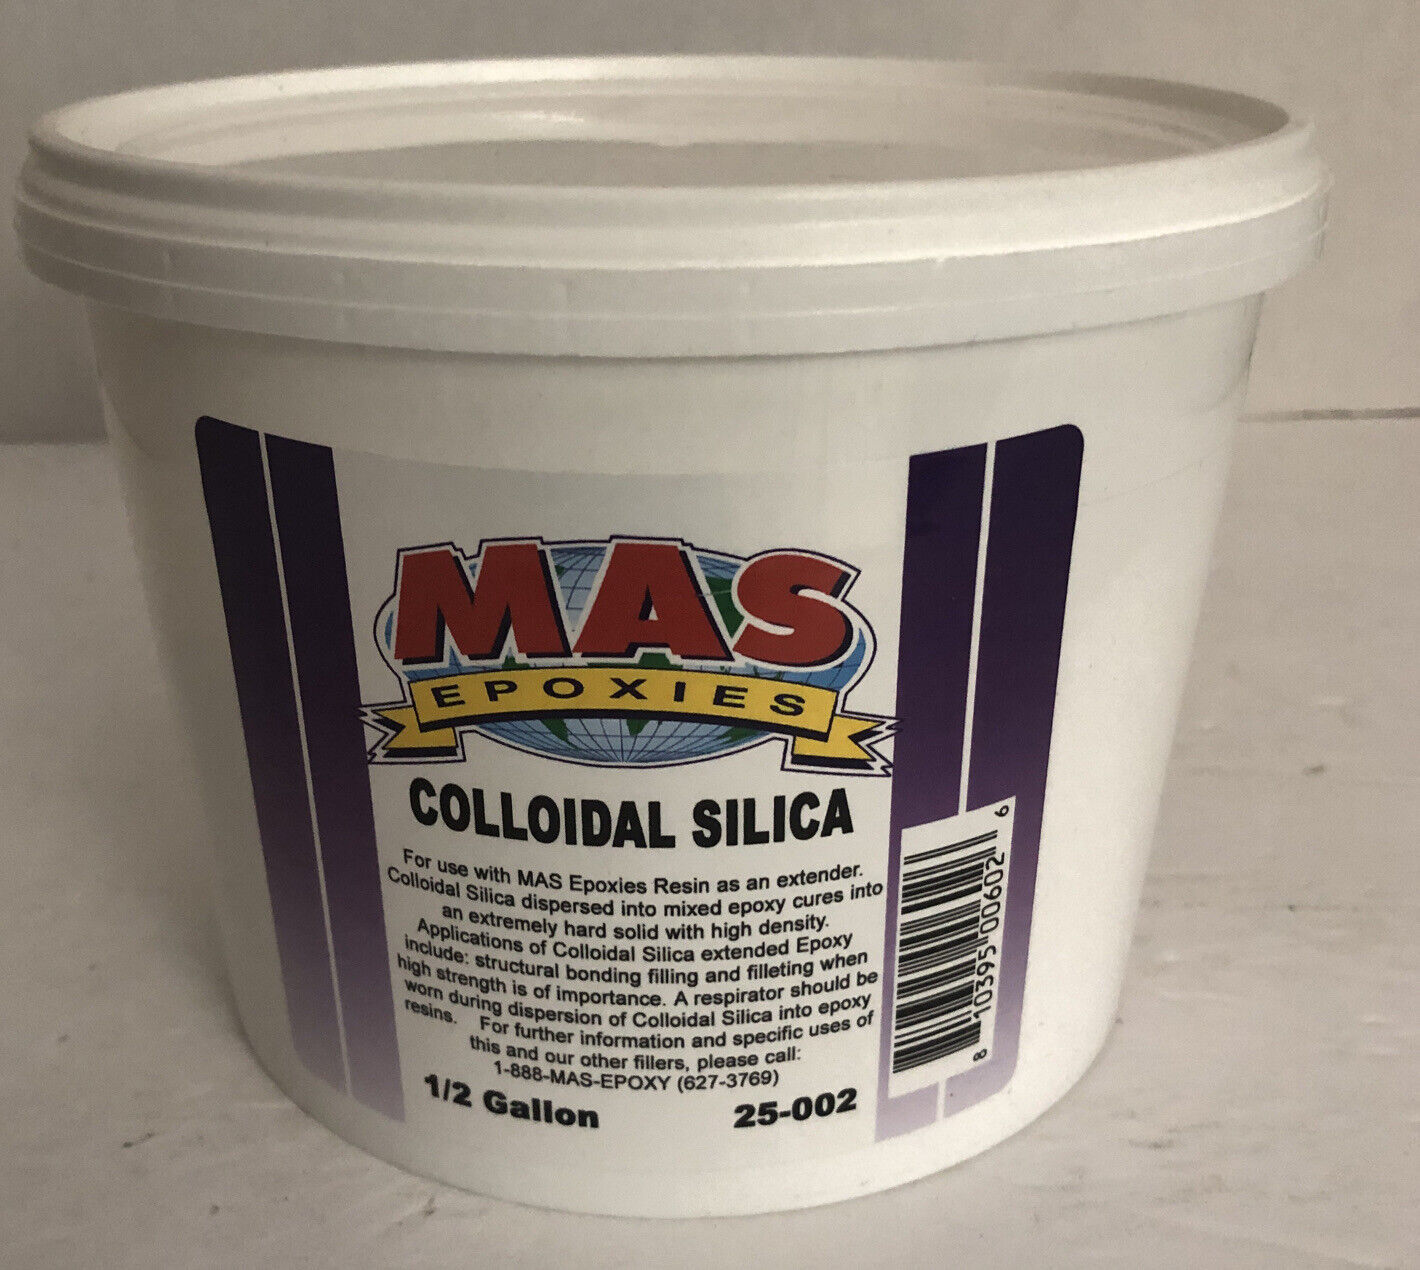 MAS
EPOXIES
COLLOIDAL SILICA
For use with MAS Epoxies Resin as an extender.
Colloidal Silica dispersed into mixed epoxy cures into
an extremely hard solid with high density.
Applications of Colloidal Silica extended Epoxy
include: structural bonding filling and filleting when
high strength is of importance. A respirator should be
worn during dispersion of Colloidal Silica into epoxy
resins. For further information and specific uses of
this and our other fillers, please call:
1-888-MAS-EPOXY (627-3769)
1/2 Gallon 25-002
8 10395 00602 6